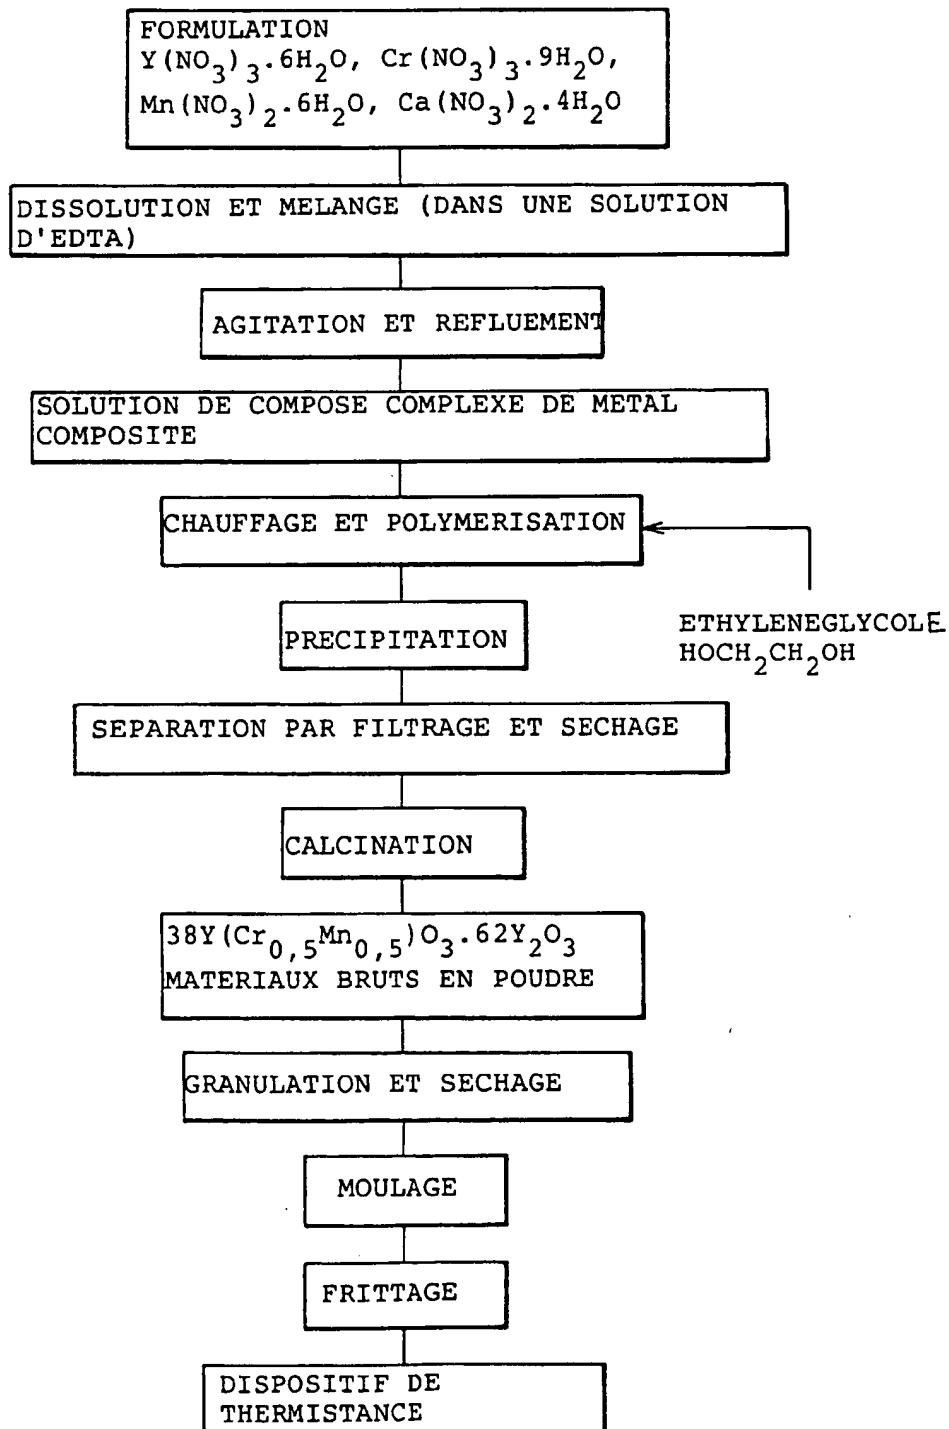 FORMULATION
Y(NO3)3.6H2O, Cr(NO3)3.9H2O,
Mn(NO3)2.6H2O, Ca(NO3)2.4H2O
DISSOLUTION ET MELANGE (DANS UNE SOLUTION
D'EDTA)
AGITATION ET REFLUEMENT
SOLUTION DE COMPOSE COMPLEXE DE METAL
COMPOSITE
CHAUFFAGE ET POLYMERISATION
ETHYLENEGLYCOLE
HOCH2CH2OH
PRECIPITATION
SEPARATION PAR FILTRAGE ET SECHAGE
CALCINATION
38Y(Cr0,5Mn0,5)O3.62Y2O3
MATERIAUX BRUTS EN POUDRE
GRANULATION ET SECHAGE
MOULAGE
FRITTAGE
DISPOSITIF DE
THERMISTANCE